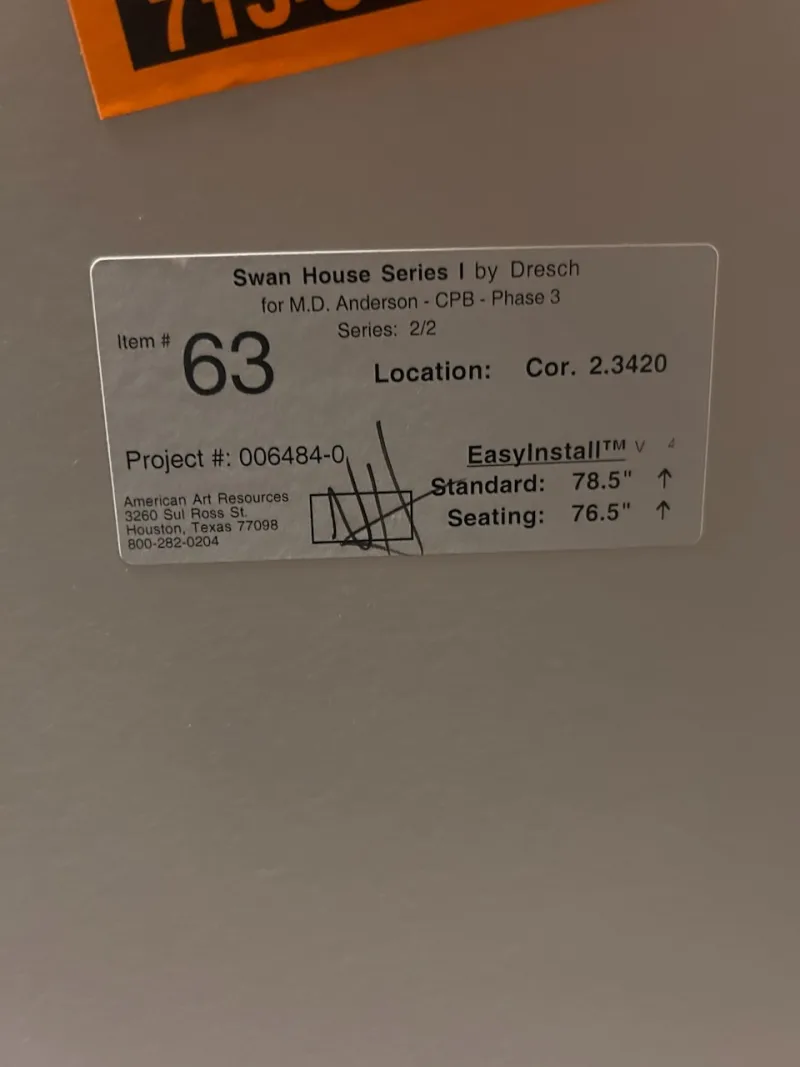 Swan House Series I by Dresch
for M.D. Anderson - CPB - Phase 3
Series: 2/2
Item # 63
Location: Cor. 2.3420
Project #: 006484-0
EasyInstall™ V 4
Standard: 78.5" ↑
Seating: 76.5" ↑
American Art Resources
3260 Sul Ross St.
Houston, Texas 77098
800-282-0204